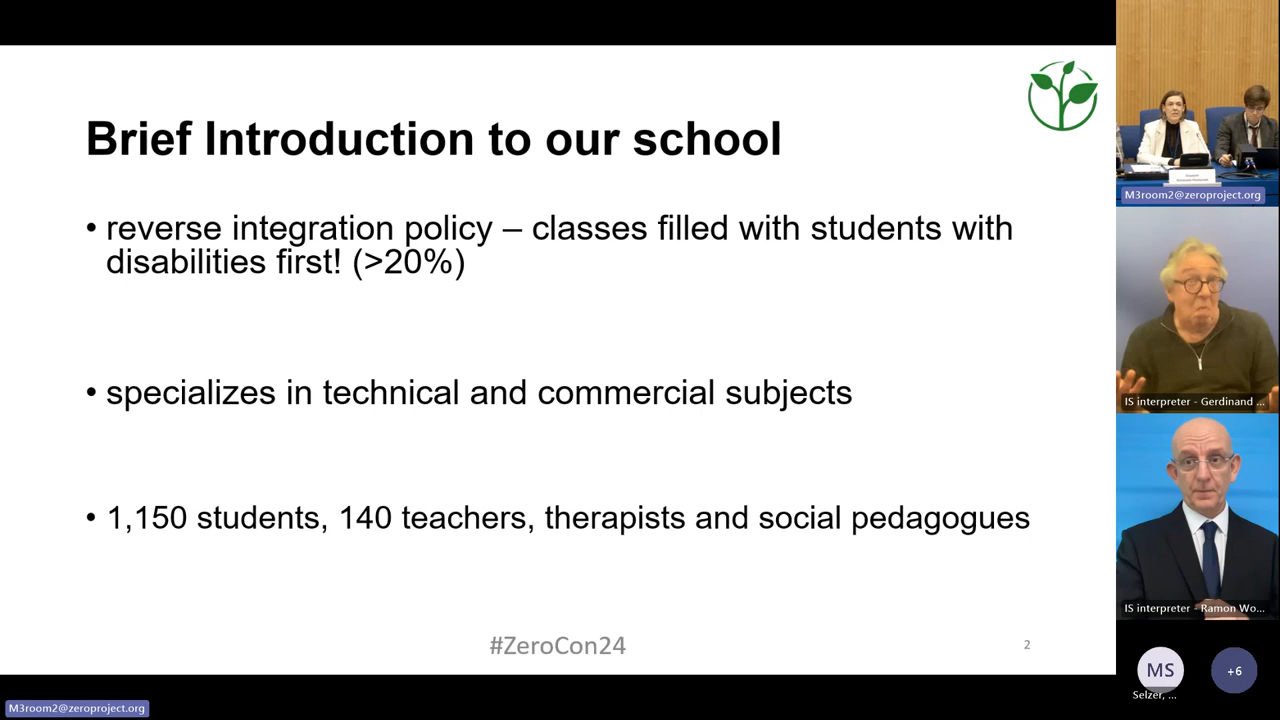 Brief Introduction to our school
• reverse integration policy – classes filled with students with
disabilities first! (>20%)
• specializes in technical and commercial subjects
• 1,150 students, 140 teachers, therapists and social pedagogues
#ZeroCon24
2
M3room2@zeroproject.org
IS interpreter - Gerdinand ...
IS interpreter - Ramon Wo...
MS
+6
Selzer, ...
M3room2@zeroproject.org